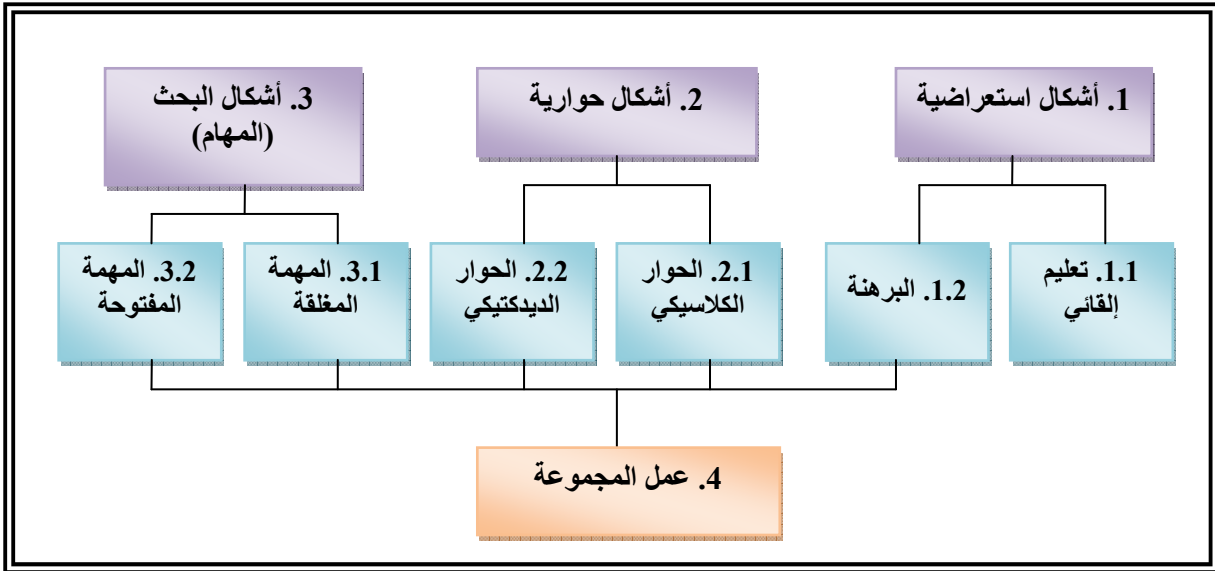 1. أشكال استعراضية
2. أشكال حوارية
3. أشكال البحث
(المهام)
1.1. تعليم
إلقائي
1.2. البرهنة
2.1. الحوار
الكلاسيكي
2.2. الحوار
الديدكتيكي
3.1. المهمة
المغلقة
3.2. المهمة
المفتوحة
4. عمل المجموعة